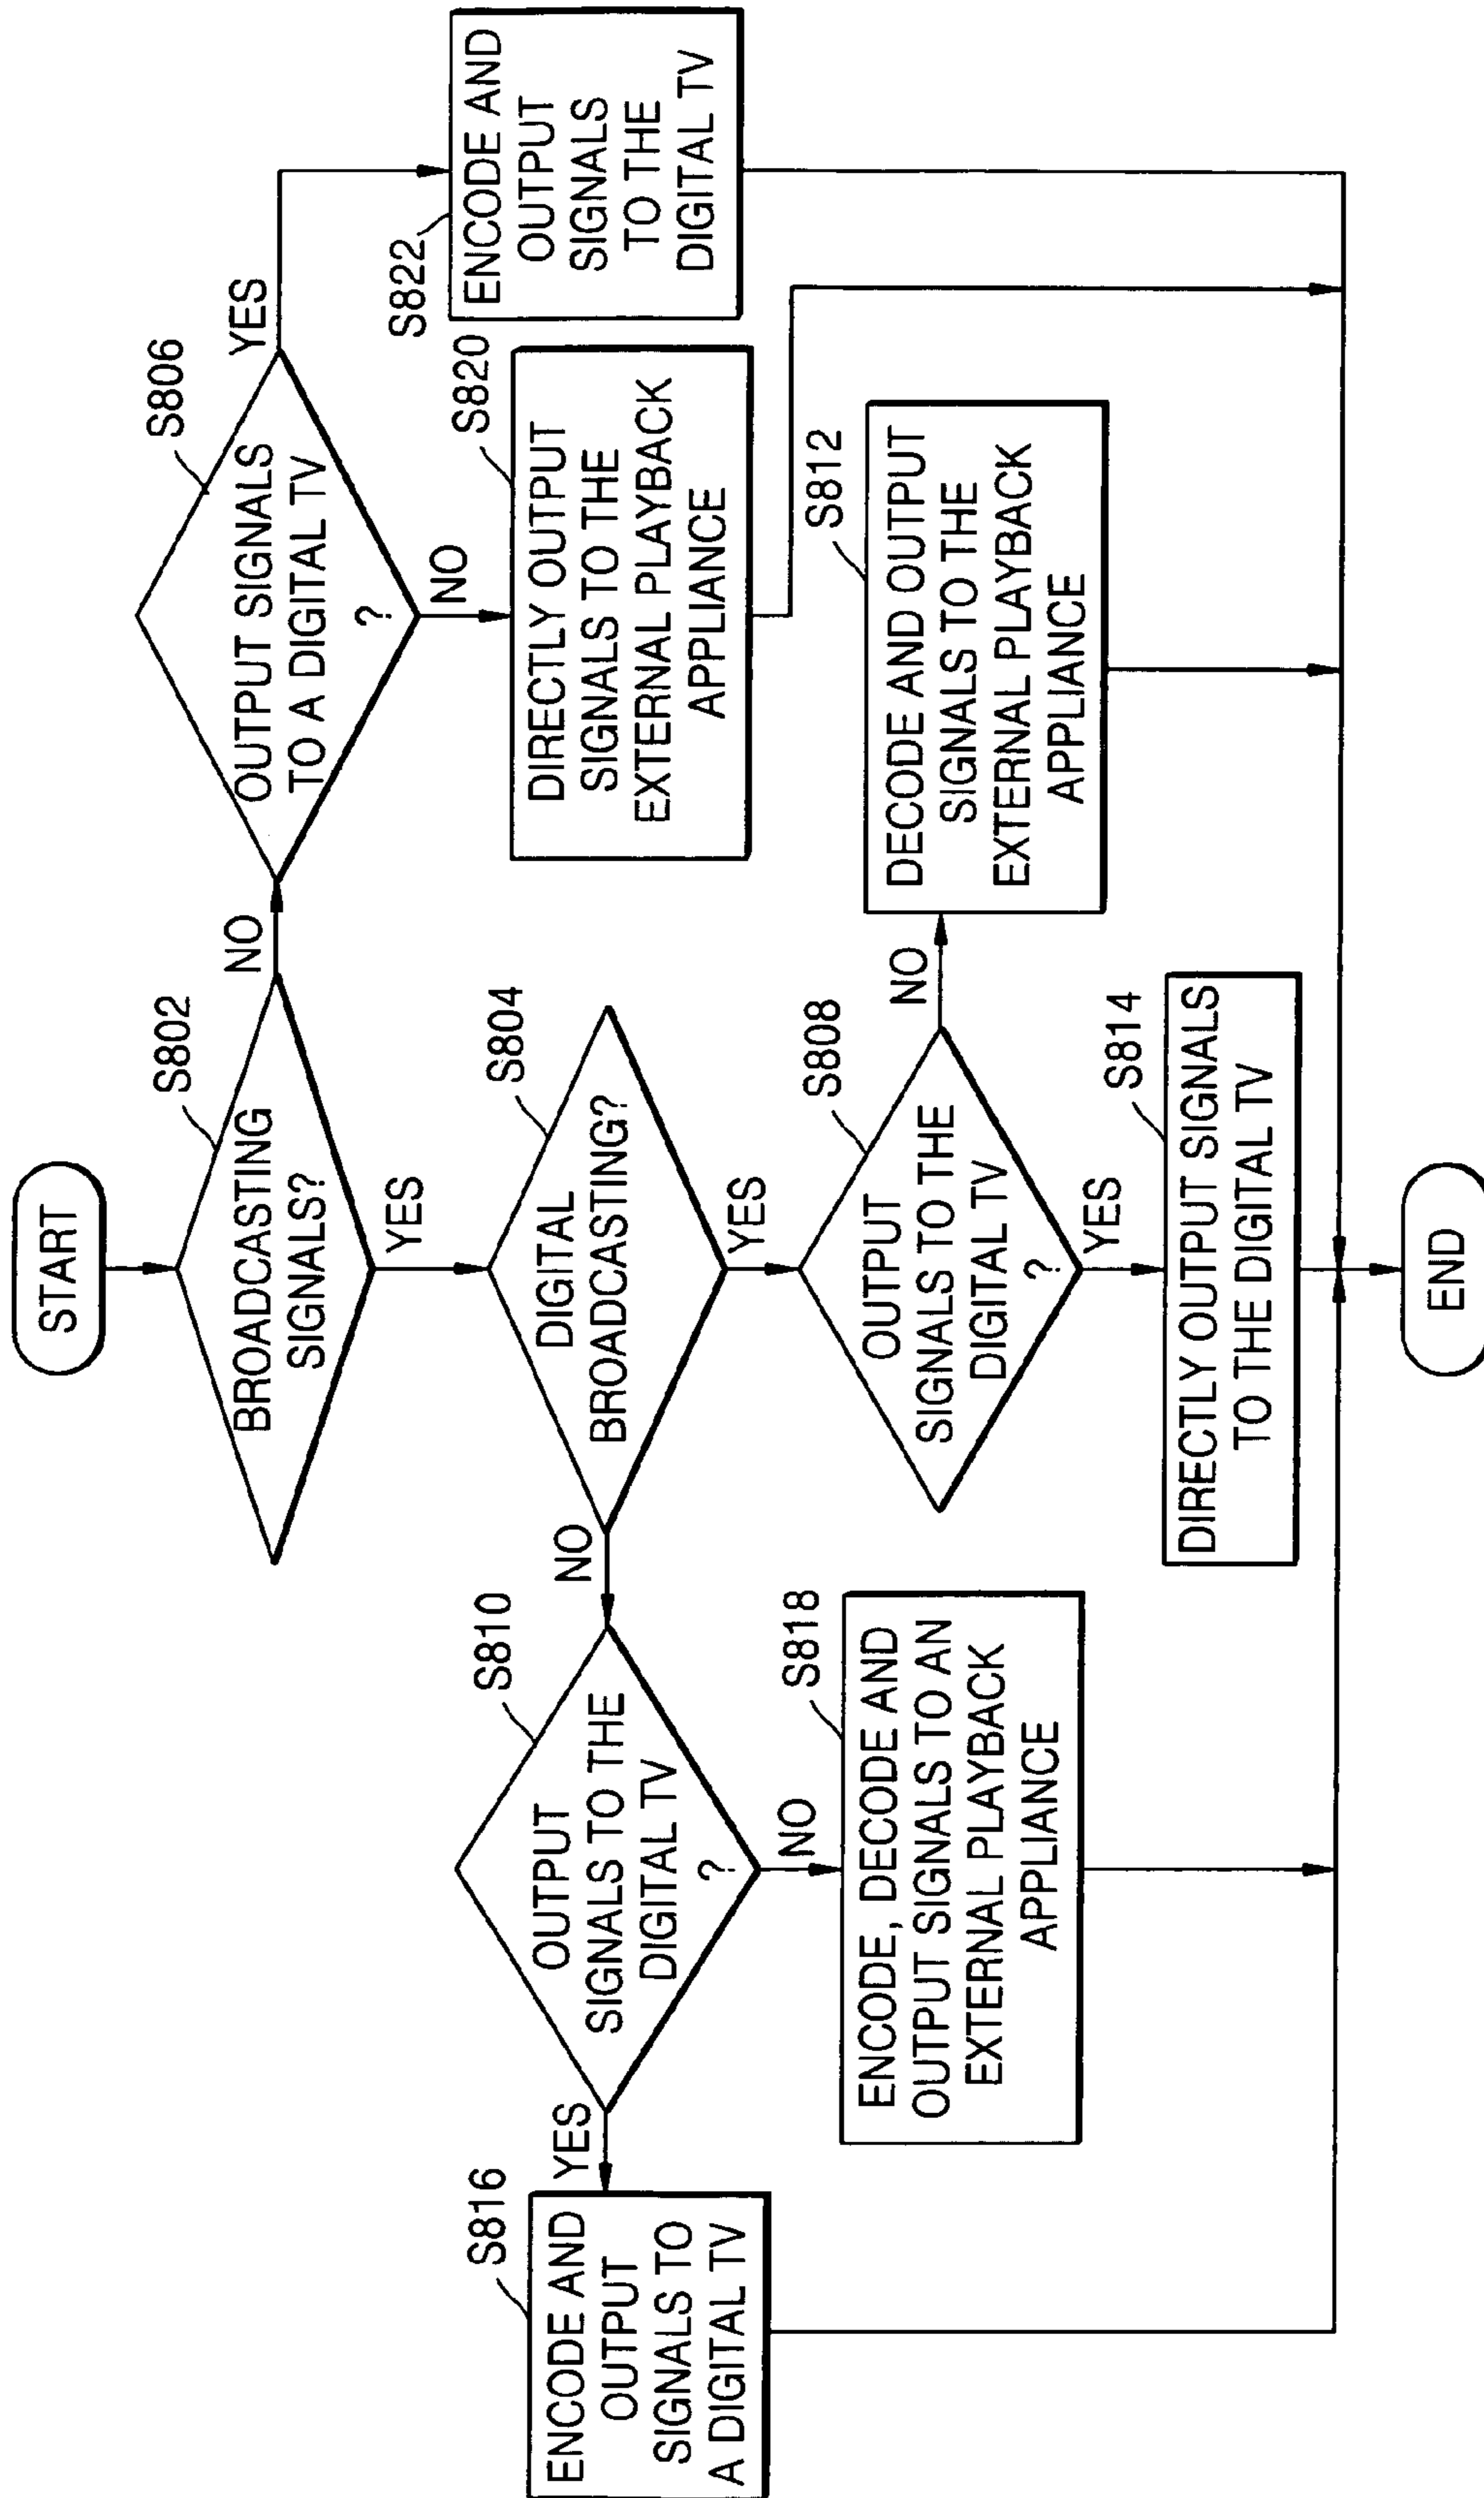 START
S802
BROADCASTING
SIGNALS?
NO
YES
S806
OUTPUT SIGNALS
TO A DIGITAL TV
?
YES
NO
S804
DIGITAL
BROADCASTING?
NO
YES
S822
ENCODE AND
OUTPUT
SIGNALS
TO THE
DIGITAL TV
S820
DIRECTLY OUTPUT
SIGNALS TO THE
EXTERNAL PLAYBACK
APPLIANCE
S810
OUTPUT
SIGNALS TO THE
DIGITAL TV
?
YES
NO
S808
OUTPUT
SIGNALS TO THE
DIGITAL TV
?
NO
YES
S816
ENCODE AND
OUTPUT
SIGNALS TO
A DIGITAL TV
S818
ENCODE, DECODE AND
OUTPUT SIGNALS TO AN
EXTERNAL PLAYBACK
APPLIANCE
S812
DECODE AND OUTPUT
SIGNALS TO THE
EXTERNAL PLAYBACK
APPLIANCE
S814
DIRECTLY OUTPUT SIGNALS
TO THE DIGITAL TV
END